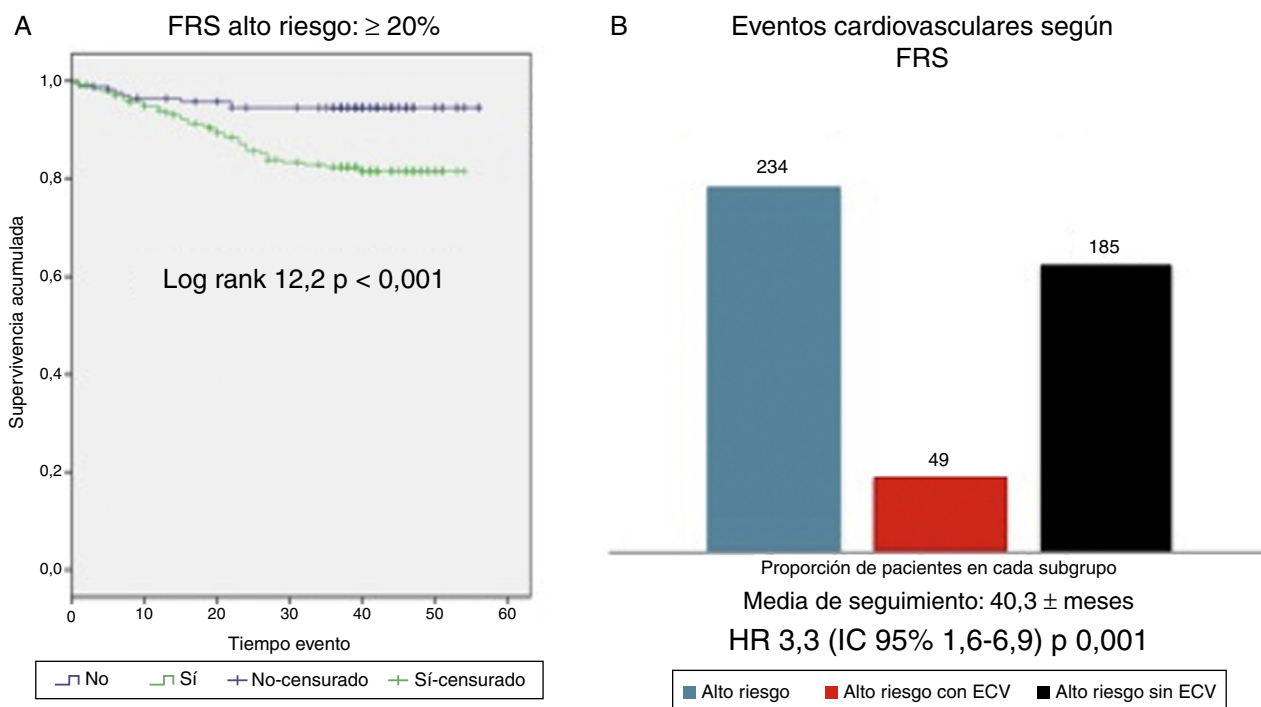 A
FRS alto riesgo: ≥ 20%
Supervivencia acumulada
1,0
0,8
0,6
0,4
0,2
0,0
Log rank 12,2 p < 0,001
0
10
20
30
40
50
60
Tiempo evento
No
Sí
No-censurado
Sí-censurado
B
Eventos cardiovasculares según
FRS
234
49
185
Proporción de pacientes en cada subgrupo
Media de seguimiento: 40,3 ± meses
HR 3,3 (IC 95% 1,6-6,9) p 0,001
Alto riesgo
Alto riesgo con ECV
Alto riesgo sin ECV